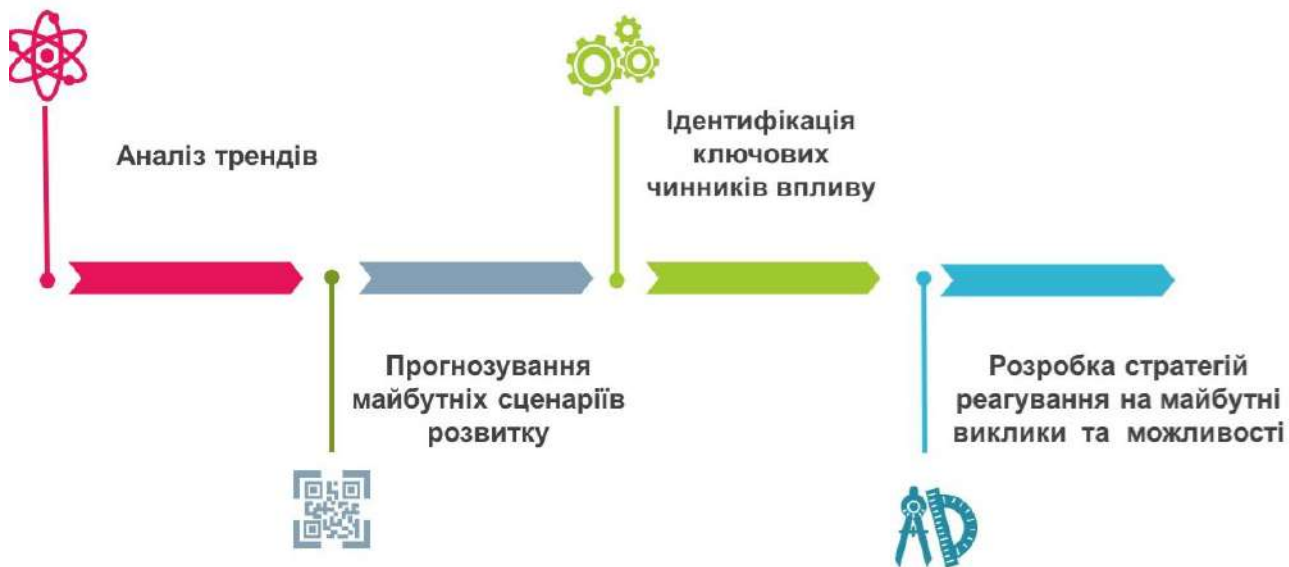 Аналіз трендів
Прогнозування
майбутніх сценаріїв
розвитку
Ідентифікація
ключових
чинників впливу
Розробка стратегій
реагування на майбутні
виклики та можливості